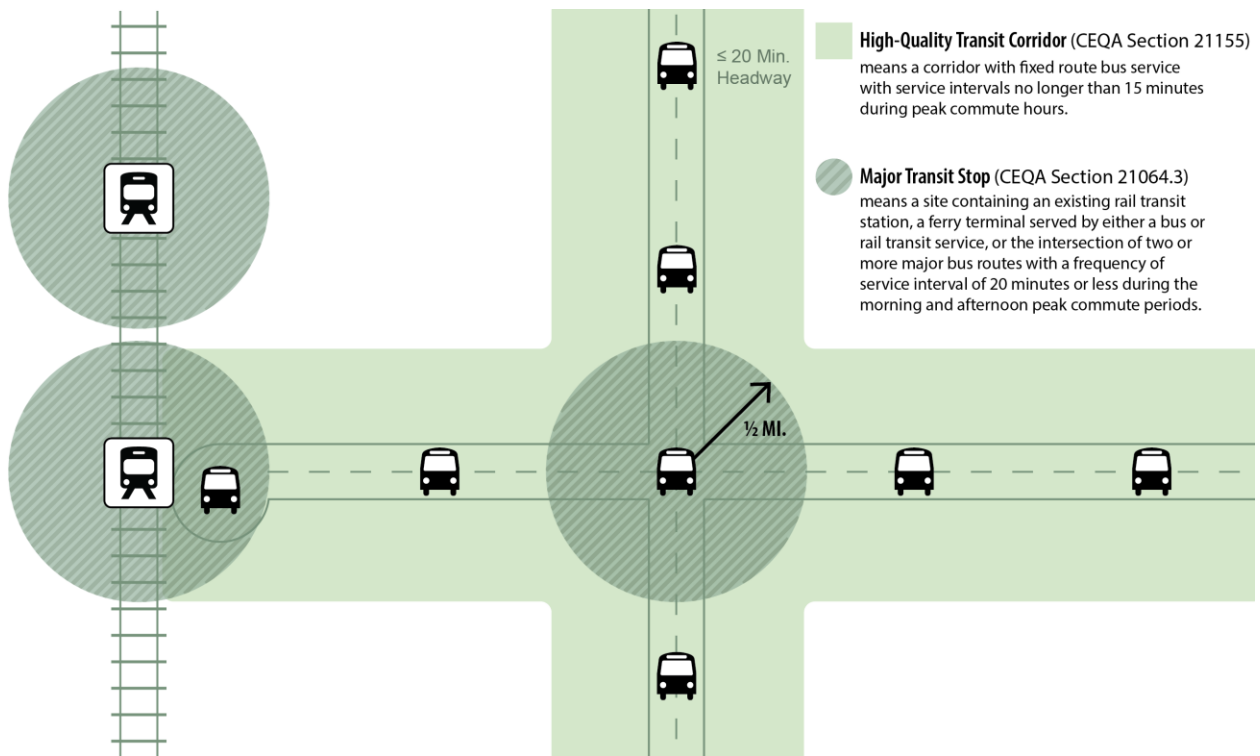 ≤ 20 Min.
Headway
High-Quality Transit Corridor (CEQA Section 21155)
means a corridor with fixed route bus service
with service intervals no longer than 15 minutes
during peak commute hours.
Major Transit Stop (CEQA Section 21064.3)
means a site containing an existing rail transit
station, a ferry terminal served by either a bus or
rail transit service, or the intersection of two or
more major bus routes with a frequency of
service interval of 20 minutes or less during the
morning and afternoon peak commute periods.
½ MI.